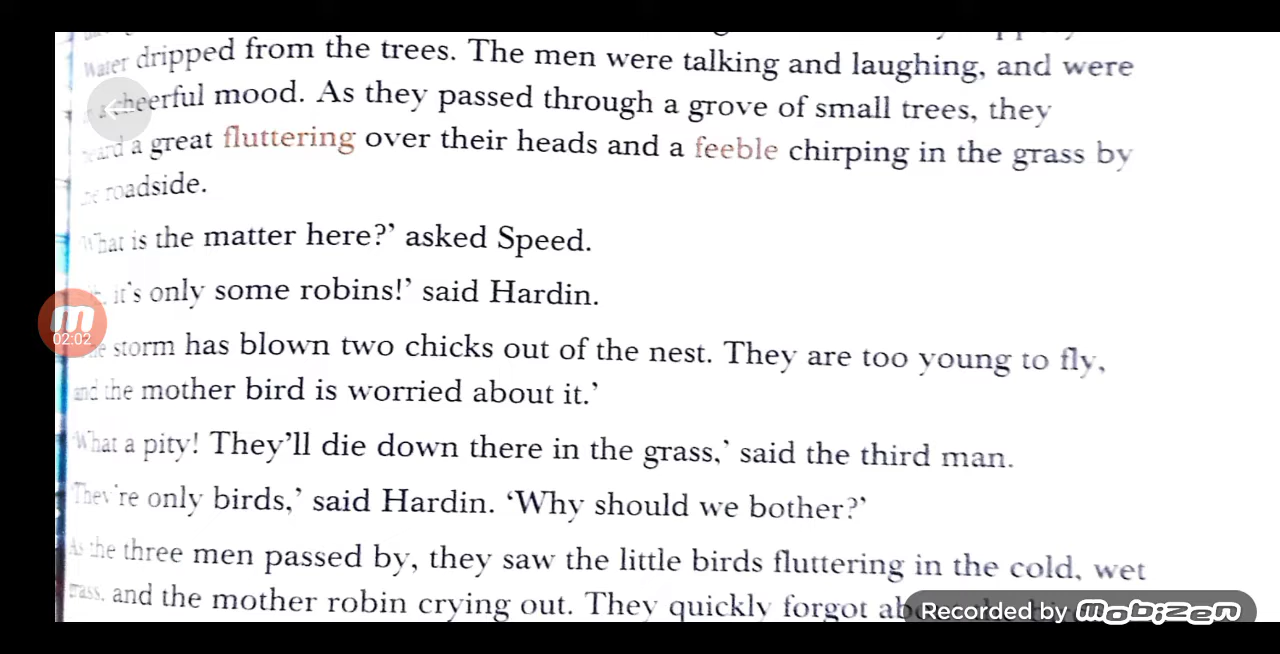 Water dripped from the trees. The men were talking and laughing, and were
cheerful mood. As they passed through a grove of small trees, they
heard a great fluttering over their heads and a feeble chirping in the grass by
the roadside.
'What is the matter here?' asked Speed.
it's only some robins!' said Hardin.
storm has blown two chicks out of the nest. They are too young to fly,
and the mother bird is worried about it.'
'What a pity! They'll die down there in the grass,' said the third man.
'They're only birds,' said Hardin. 'Why should we bother?'
As the three men passed by, they saw the little birds fluttering in the cold, wet
grass, and the mother robin crying out. They quickly forgot
02:02
Recorded by mobizen